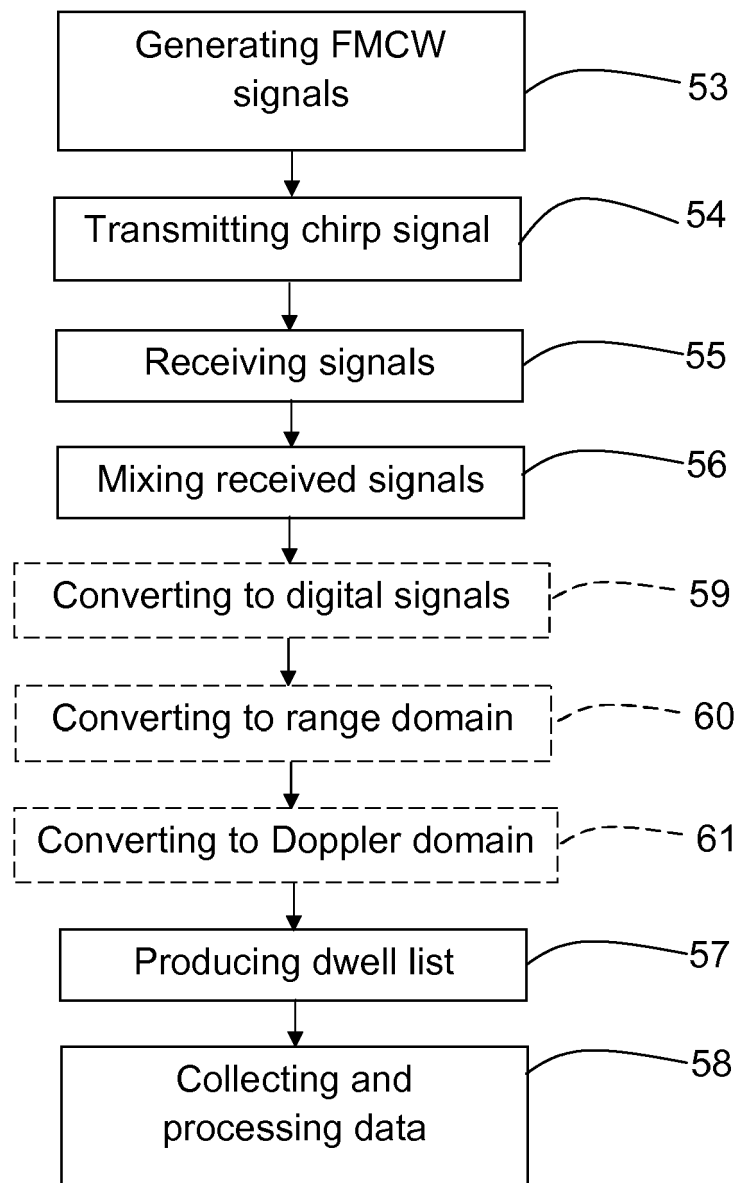 Generating FMCW
signals
53
Transmitting chirp signal
54
Receiving signals
55
Mixing received signals
56
Converting to digital signals
59
Converting to range domain
60
Converting to Doppler domain
61
Producing dwell list
57
Collecting and
processing data
58